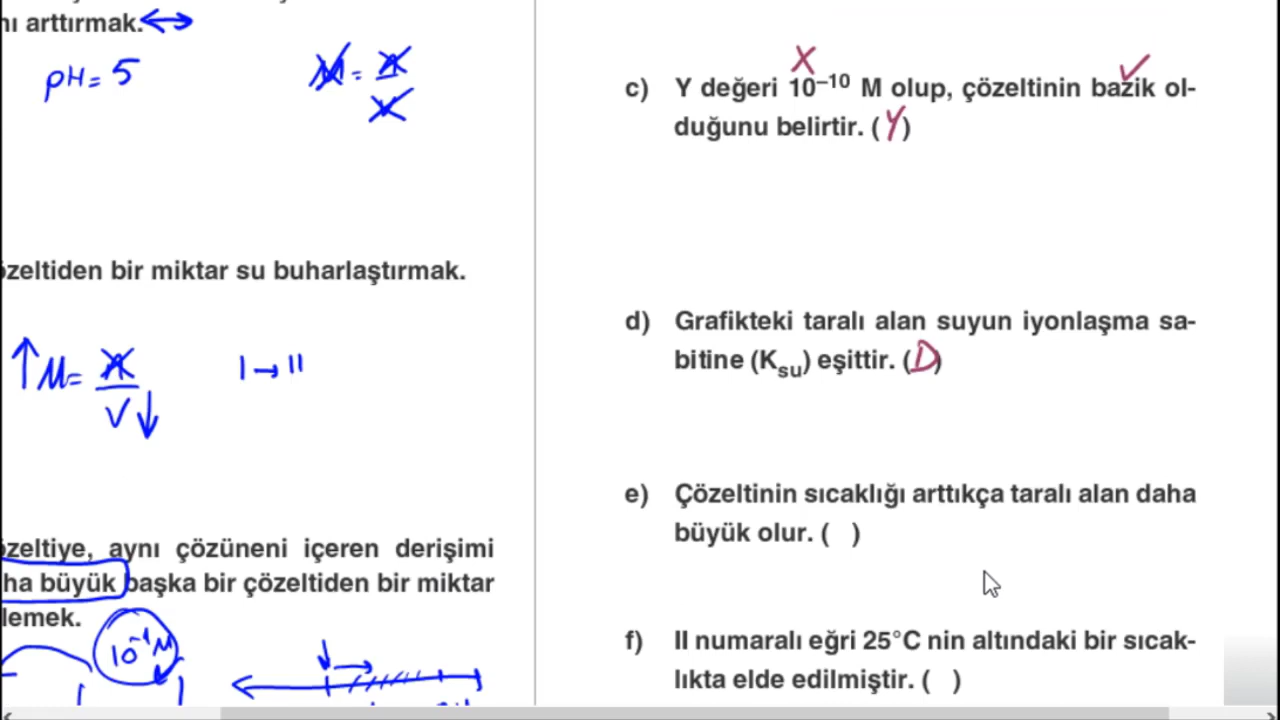 nı arttırmak.
pH = 5
M = n
özeltiden bir miktar su buharlaştırmak.
↑M = n
V↓
I → II
özeltiye, aynı çözüneni içeren derişimi
ha büyük başka bir çözeltiden bir miktar
lemek.
10⁻¹ M
c) Y değeri 10⁻¹⁰ M olup, çözeltinin bazik ol-
duğunu belirtir. (Y)
d) Grafikteki taralı alan suyun iyonlaşma sa-
bitine (Ksu) eşittir. (D)
e) Çözeltinin sıcaklığı arttıkça taralı alan daha
büyük olur. ( )
f) II numaralı eğri 25°C nin altındaki bir sıcak-
lıkta elde edilmiştir. ( )